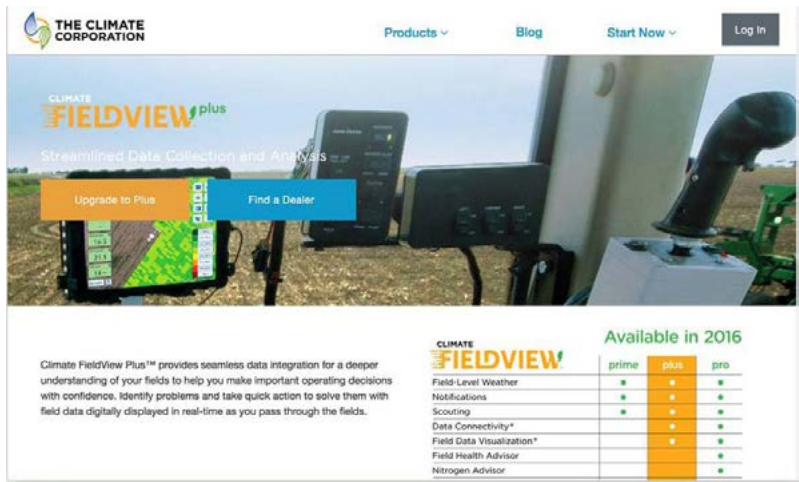 THE CLIMATE
CORPORATION
Products
Blog
Start Now
Log In
CLIMATE
FIELDVIEW plus
Streamlined Data Collection and Analysis
Upgrade to Plus
Find a Dealer
Climate FieldView Plus™ provides seamless data integration for a deeper
understanding of your fields to help you make important operating decisions
with confidence. Identify problems and take quick action to solve them with
field data digitally displayed in real-time as you pass through the fields.
Available in 2016
CLIMATE
FIELDVIEW
prime plus pro
Field-Level Weather
Notifications
Scouting
Data Connectivity*
Field Data Visualization*
Field Health Advisor
Nitrogen Advisor